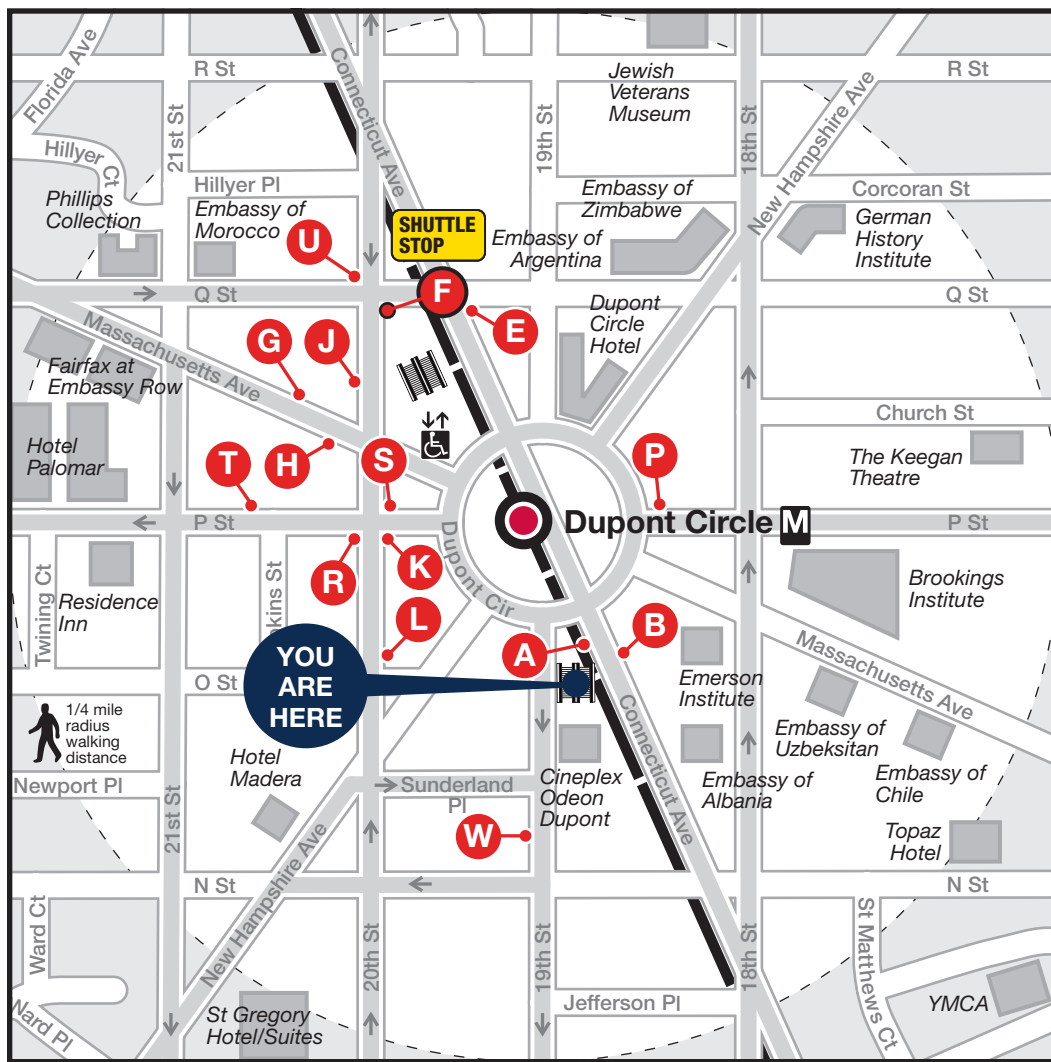 Florida Ave
R St
Connecticut Ave
Jewish
Veterans
Museum
R St
New Hampshire Ave
21st St
19th St
18th St
Hillyer Ct
Hillyer Pl
Corcoran St
Phillips
Collection
Embassy of
Morocco
U
SHUTTLE
STOP
Embassy of
Zimbabwe
Embassy of
Argentina
German
History
Institute
Q St
F
E
Q St
Massachusetts Ave
G
J
Dupont
Circle
Hotel
Fairfax at
Embassy Row
Church St
Hotel
Palomar
T
H
S
P
The Keegan
Theatre
P St
Dupont Circle M
P St
Dupont Cir
Twining Ct
Residence
Inn
kins St
R
K
Brookings
Institute
L
A
B
YOU
ARE
HERE
O St
Emerson
Institute
Massachusetts Ave
1/4 mile
radius
walking
distance
Hotel
Madera
Connecticut Ave
Embassy of
Uzbeksitan
Newport Pl
Sunderland
Pl
Cineplex
Odeon
Dupont
Embassy of
Albania
Embassy of
Chile
21st St
W
Topaz
Hotel
N St
N St
New Hampshire Ave
Ward Ct
20th St
19th St
18th St
St Matthews Ct
Jefferson Pl
YMCA
Ward Pl
St Gregory
Hotel/Suites